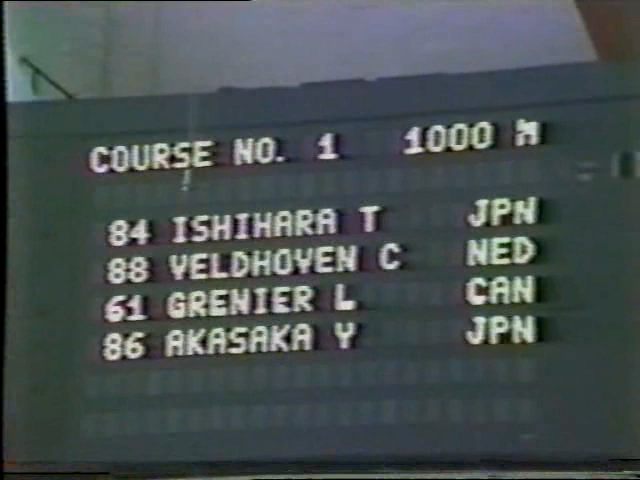 COURSE NO. 1 1000 M
84 ISHIHARA T JPN
88 VELDHOVEN C NED
61 GRENIER L CAN
86 AKASAKA Y JPN